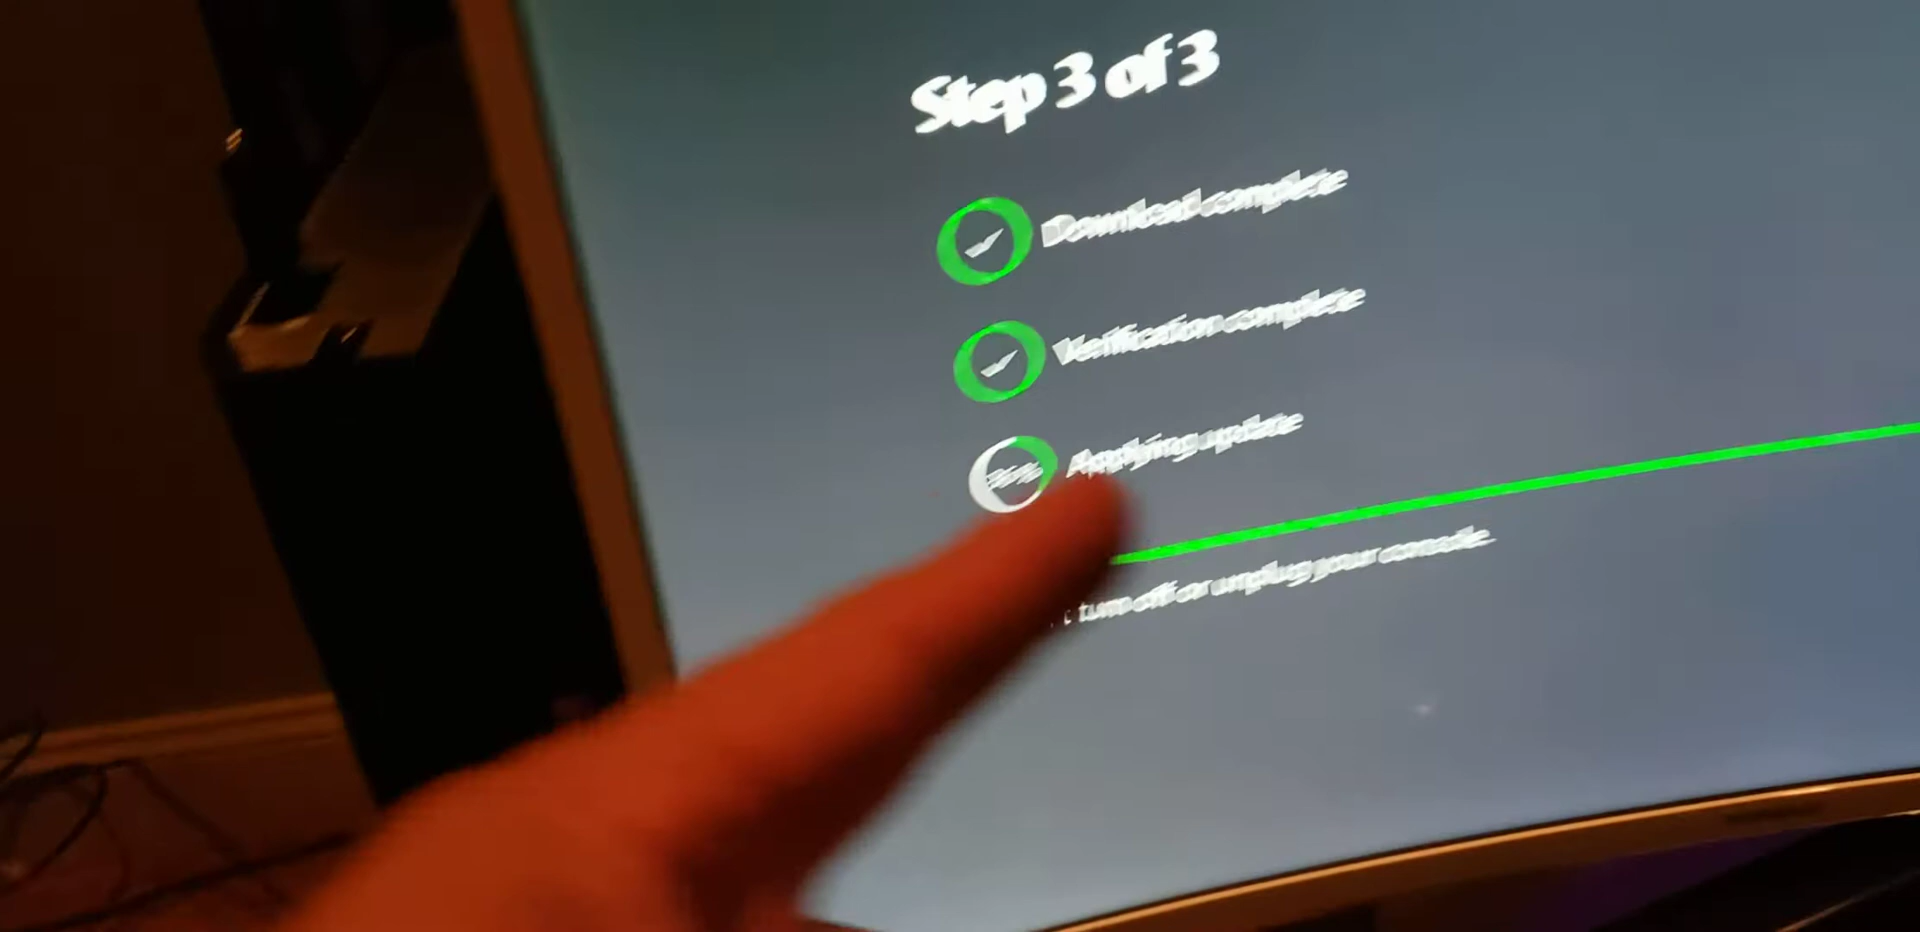 Step 3 of 3
Download complete
Verification complete
Applying update
turn off or unplug your console.